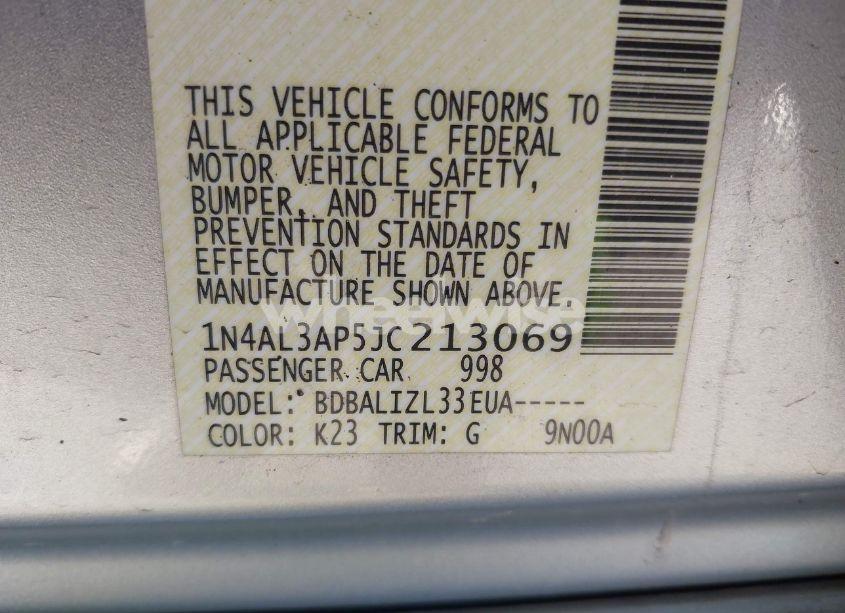 THIS VEHICLE CONFORMS TO
ALL APPLICABLE FEDERAL
MOTOR VEHICLE SAFETY,
BUMPER, AND THEFT
PREVENTION STANDARDS IN
EFFECT ON THE DATE OF
MANUFACTURE SHOWN ABOVE.
wheelwise
1N4AL3AP5JC213069
PASSENGER CAR 998
MODEL: BDBALIZL33EUA-----
COLOR: K23 TRIM: G 9N00A